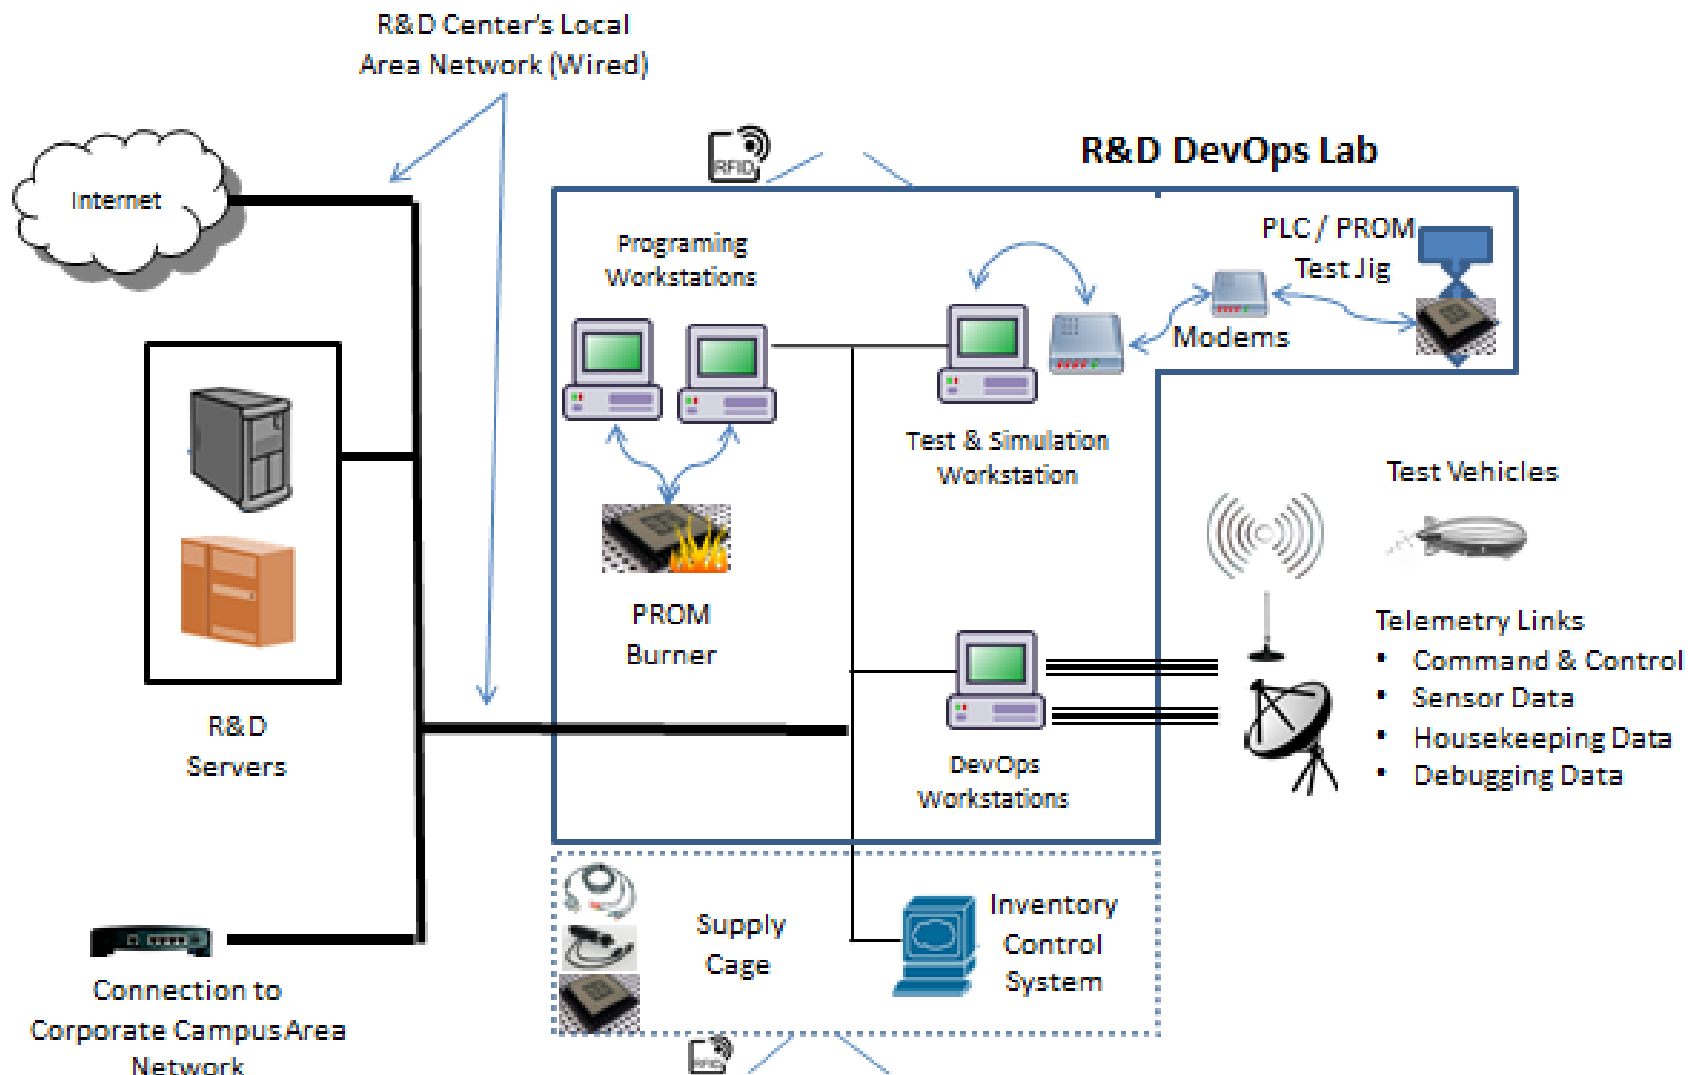 R&D Center's Local
Area Network (Wired)
RFID
R&D DevOps Lab
Internet
Programing
Workstations
PLC / PROM
Test Jig
Modems
Test & Simulation
Workstation
Test Vehicles
PROM
Burner
Telemetry Links
• Command & Control
• Sensor Data
• Housekeeping Data
• Debugging Data
R&D
Servers
DevOps
Workstations
Supply
Cage
Inventory
Control
System
Connection to
Corporate Campus Area
Network
RFID